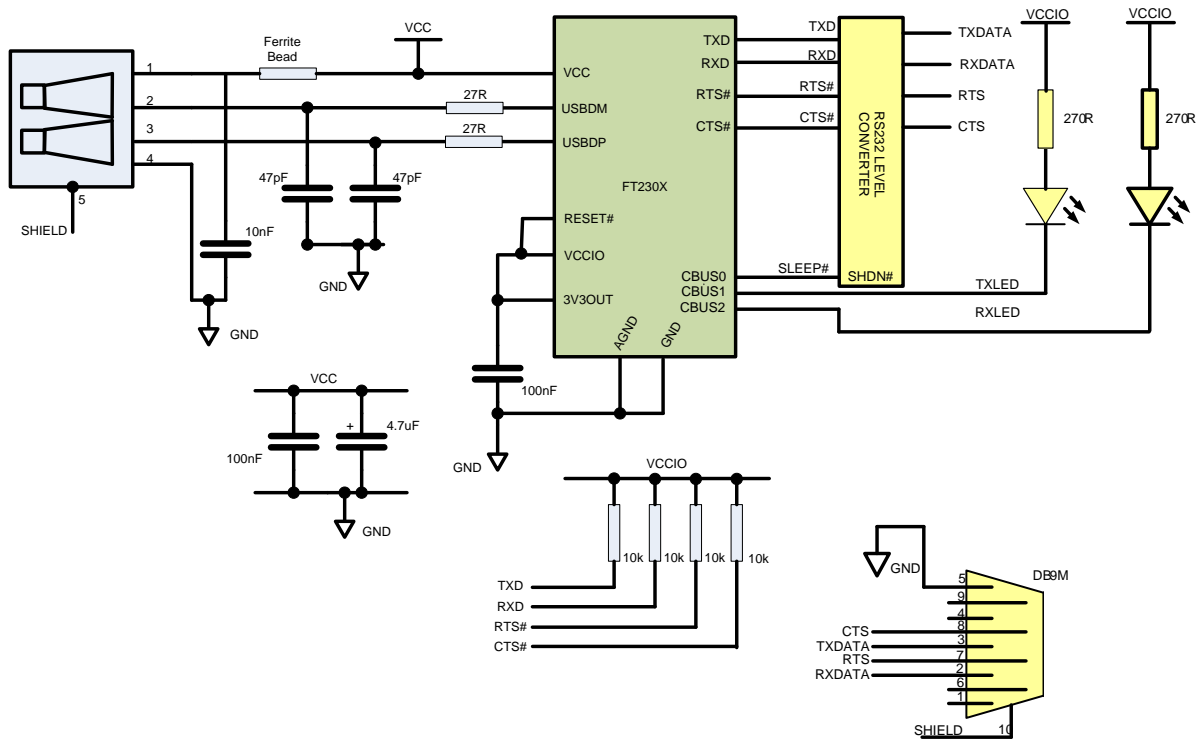 VCCIO VCCIO
VCC
Ferrite
Bead
TXD TXD TXDATA
RXD RXD RXDATA
RTS# RTS# RTS
CTS# CTS# CTS
1 VCC
2 27R USBDM
3 27R USBDP
4
5
SHIELD
47pF 47pF
10nF
GND
GND
FT230X
RS232 LEVEL
CONVERTER
270R 270R
RESET#
VCCIO
3V3OUT
CBUS0 SLEEP# SHDN#
CBUS1 TXLED
CBUS2 RXLED
AGND GND
100nF
GND
VCC
100nF + 4.7uF
GND
VCCIO
10k 10k 10k 10k
TXD
RXD
RTS#
CTS#
GND
DB9M
5
9
4
CTS 8
TXDATA 3
RTS 7
RXDATA 2
6
1
SHIELD 10